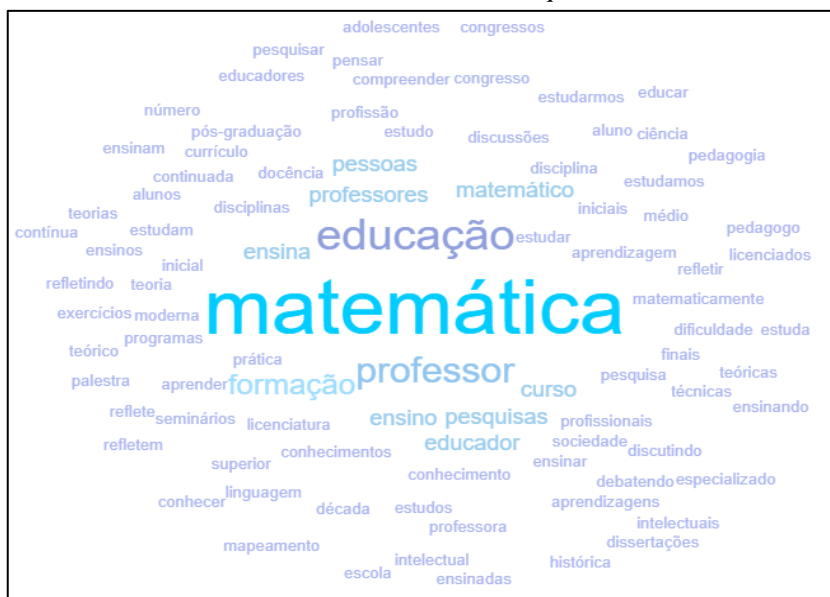 adolescentes congressos
pesquisar pensar
educadores compreender congresso
estudarmos educar
número profissão
pós-graduação estudo discussões aluno ciência
ensinam currículo pedagogia
continuada docência pessoas disciplina estudamos
alunos disciplinas professores matemático iniciais médio
teorias
contínua estudam pedagogo
ensinos ensina educação estudar aprendizagem licenciados
inicial refletir
refletindo teoria
exercícios moderna matemática matematicamente
programas dificuldade estuda
teórico prática finais
palestra aprender formação professor curso pesquisa técnicas teóricas
reflete seminários licenciatura ensino pesquisas profissionais ensinando
refletem conhecimentos educador sociedade discutindo
superior ensinar
conhecer linguagem conhecimento debatendo especializado
década estudos aprendizagens
professora intelectuais
mapeamento dissertações
intelectual histórica
escola ensinadas